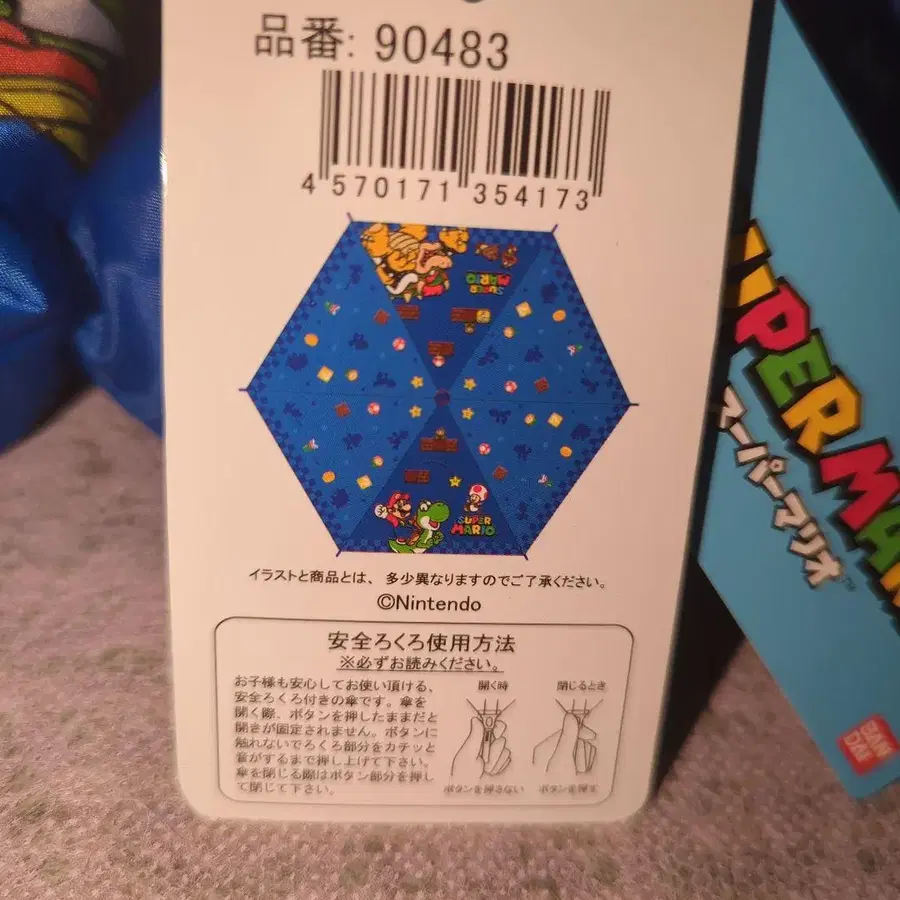 品番: 90483
4 570171 354173
SUPER
MARIO
SUPER
MARIO
イラストと商品とは、多少異なりますのでご了承ください。
©Nintendo
安全ろくろ使用方法
※必ずお読みください。
お子様も安心してお使い頂ける、
安全ろくろ付きの傘です。傘を
開く際、ボタンを押したままだと
開きが固定されません。ボタンに
触れないでろくろ部分をカチッと
音がするまで押し上げて下さい。
傘を閉じる際はボタン部分を押し
て閉じて下さい。
開く時
閉じるとき
ボタンを押さない
ボタンを押す
SUPER MAR
スーパーマリオ™
BAN
DAI